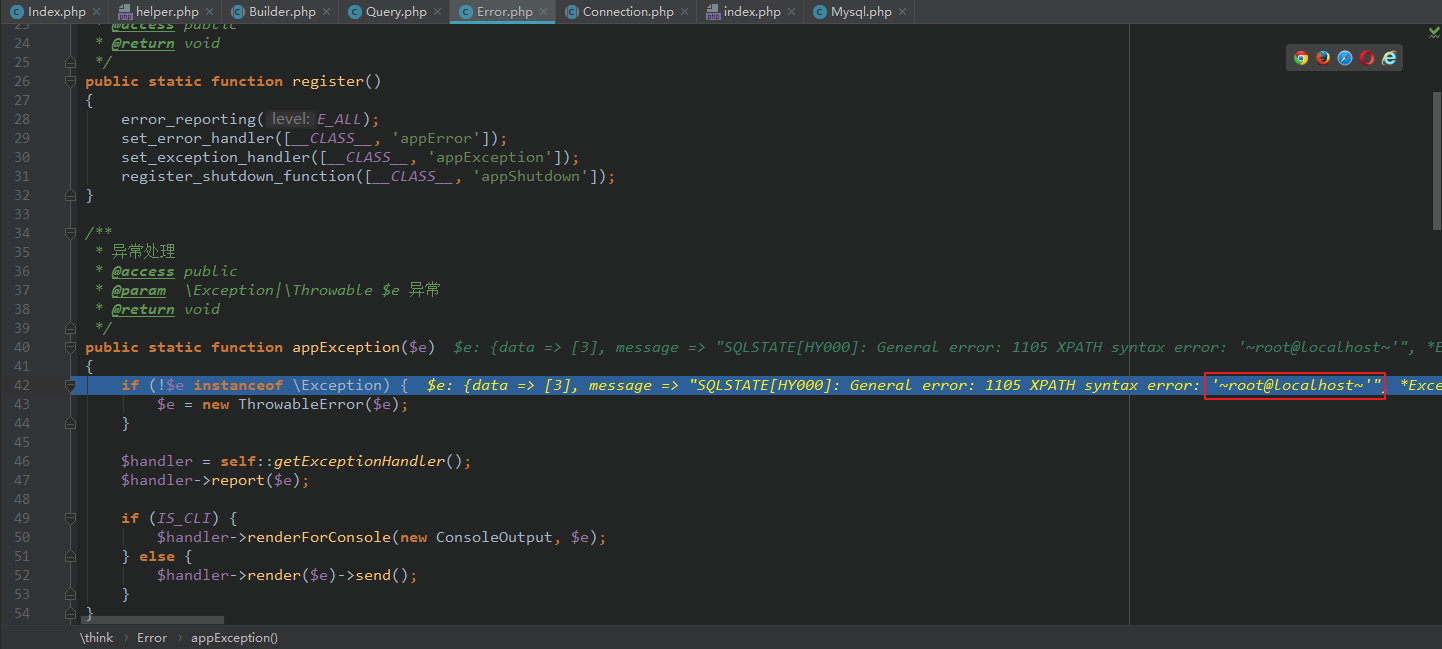 Index.php × helper.php × Builder.php × Query.php × Error.php × Connection.php × index.php × Mysql.php ×
23 * @access public
24 * @return void
25 */
26 public static function register()
27 {
28 error_reporting( level: E_ALL);
29 set_error_handler([__CLASS__, 'appError']);
30 set_exception_handler([__CLASS__, 'appException']);
31 register_shutdown_function([__CLASS__, 'appShutdown']);
32 }
33
34 /**
35 * 异常处理
36 * @access public
37 * @param \Exception|\Throwable $e 异常
38 * @return void
39 */
40 public static function appException($e) $e: {data => [3], message => "SQLSTATE[HY000]: General error: 1105 XPATH syntax error: '~root@localhost~'", *E
41 {
42 if (!$e instanceof \Exception) { $e: {data => [3], message => "SQLSTATE[HY000]: General error: 1105 XPATH syntax error: '~root@localhost~'", *Exce
43 $e = new ThrowableError($e);
44 }
45
46 $handler = self::getExceptionHandler();
47 $handler->report($e);
48
49 if (IS_CLI) {
50 $handler->renderForConsole(new ConsoleOutput, $e);
51 } else {
52 $handler->render($e)->send();
53 }
54 }
\think › Error › appException()